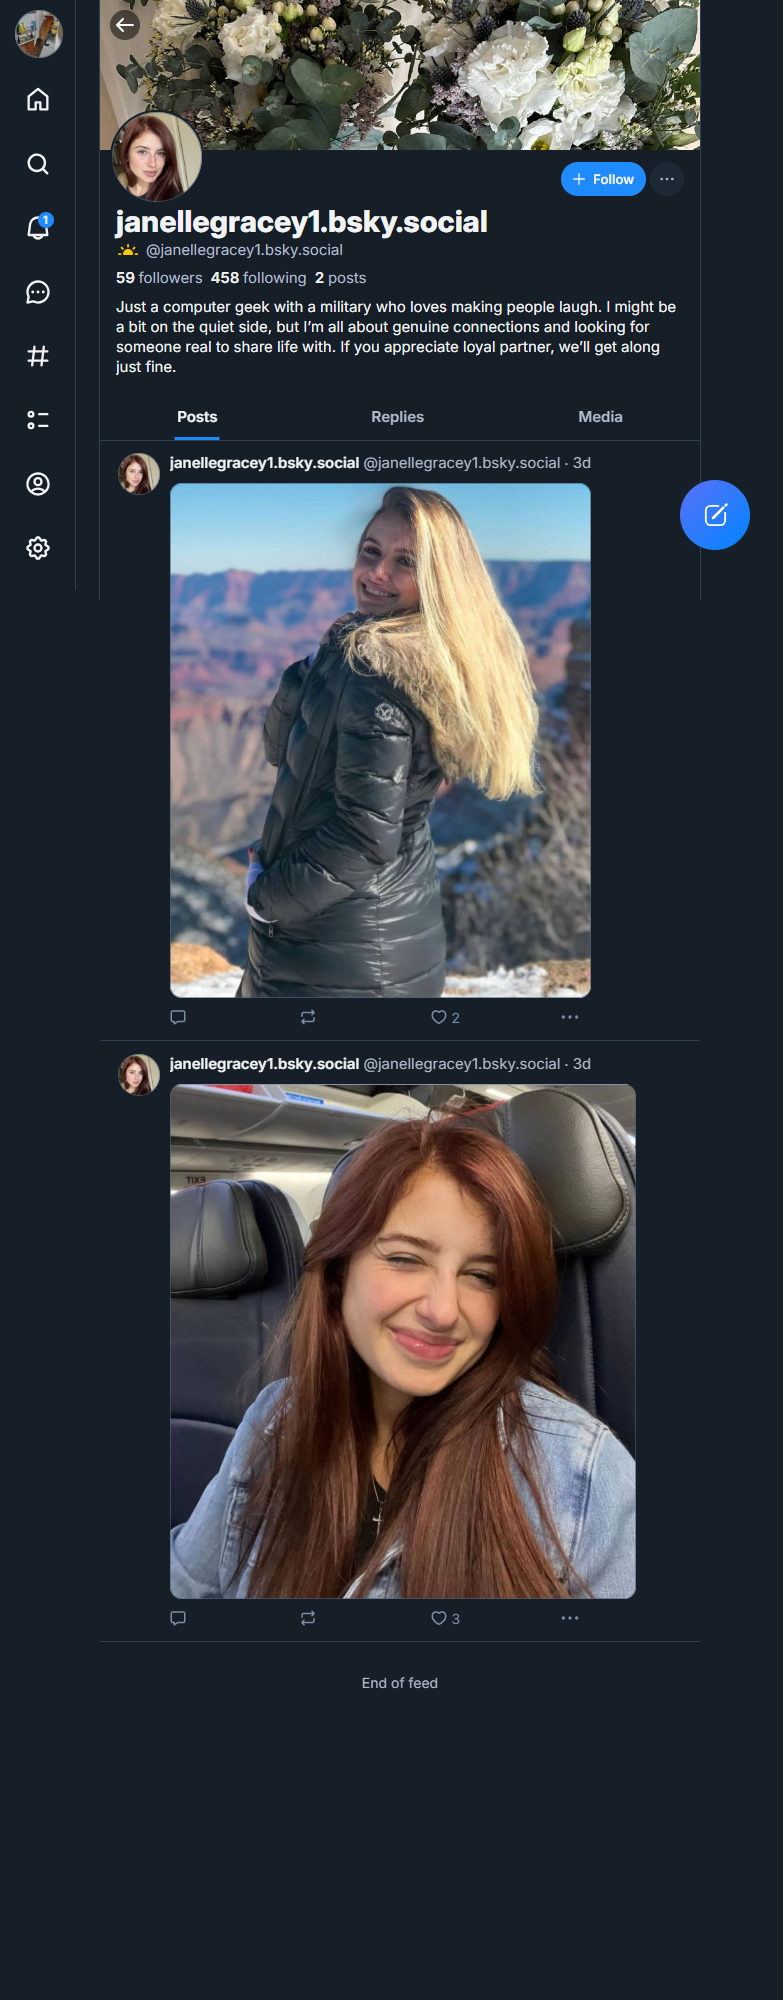 1
Follow
janellegracey1.bsky.social
@janellegracey1.bsky.social
59 followers 458 following 2 posts
Just a computer geek with a military who loves making people laugh. I might be
a bit on the quiet side, but I'm all about genuine connections and looking for
someone real to share life with. If you appreciate loyal partner, we'll get along
just fine.
Posts Replies Media
janellegracey1.bsky.social @janellegracey1.bsky.social · 3d
2
janellegracey1.bsky.social @janellegracey1.bsky.social · 3d
EXIT
3
End of feed